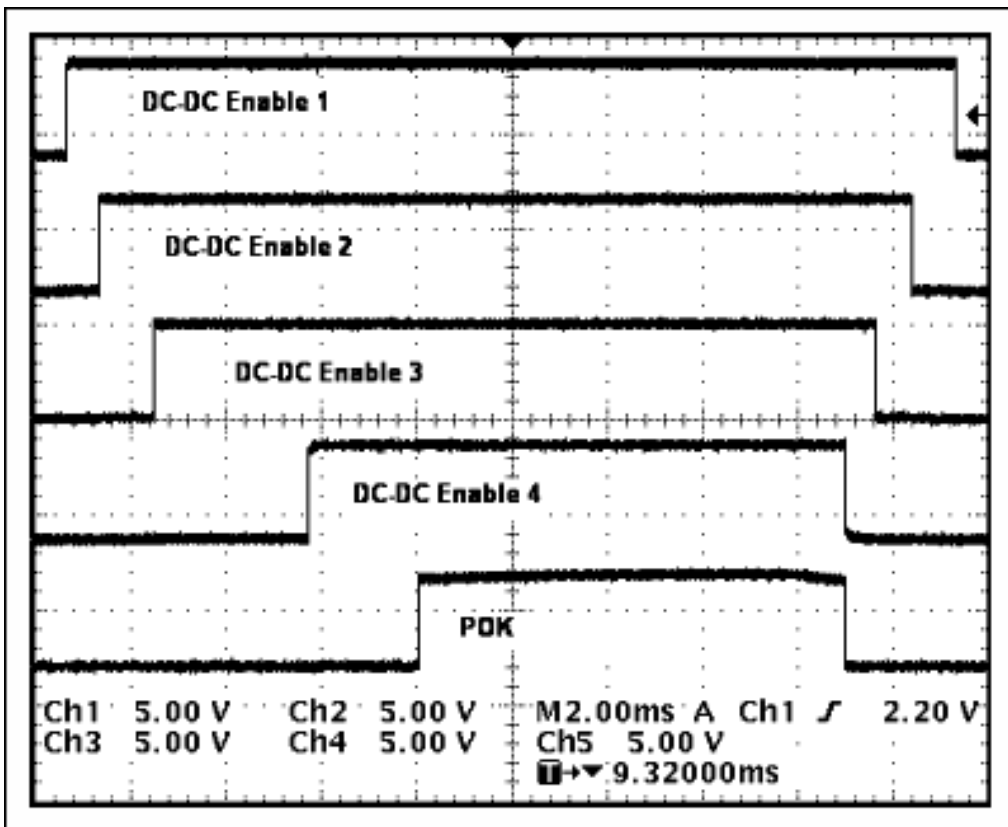 DC-DC Enable 1
DC-DC Enable 2
DC-DC Enable 3
DC-DC Enable 4
POK
Ch1 5.00 V Ch2 5.00 V M2.00ms A Ch1 2.20 V
Ch3 5.00 V Ch4 5.00 V Ch5 5.00 V
T 9.32000ms